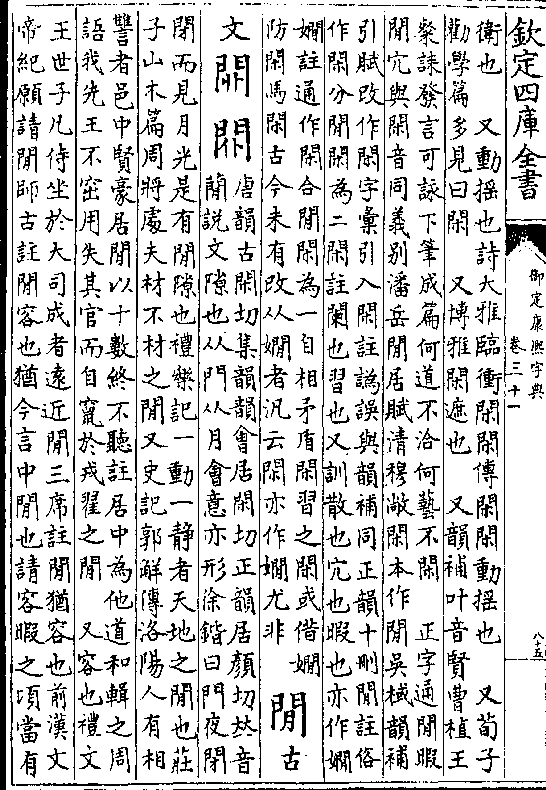 欽定四庫全書
御定康熙字典
卷三十一
八十五
衛也 又動揺也詩大雅臨衝閑閑傳閑閑動揺也 又荀子
勸學篇多見曰閑 又博雅閑遮也 又韻補叶音賢曹植王
粲誄發言可詠下筆成篇何道不洽何藝不閑 正字通閒暇
閒宂與閑音同義别潘岳閒居賦清穆敞閑本作閒吳棫韻補
引賦改作閑字彙引入閑註譌誤與韻補同正韻十刪閒註俗
作閑分閒閑為二閑註闌也習也又訓散也宂也暇也亦作嫺
嫺註通作閑合閒閑為一自相矛盾閑習之閑或借嫺
防閑馬閑古今未有改从嫺者汎云閑亦作嫺尤非
閒 古
文
唐韻古閑切集韻韻會居閑切正韻居顔切𠀤音
蕳說文隙也从門从月會意亦形徐鍇曰門夜閉
閉而見月光是有閒隙也禮樂記一動一静者天地之閒也莊
子山木篇周將處夫材不材之閒又史記郭解傳洛陽人有相
讐者邑中賢豪居閒以十數終不聽註居中為他道和輯之周
語我先王不窋用失其官而自竄於戎翟之閒 又容也禮文
王世子凡侍坐於大司成者逺近閒三席註閒猶容也前漢文
帝紀願請閒師古註閒容也猶今言中閒也請容暇之頃當有